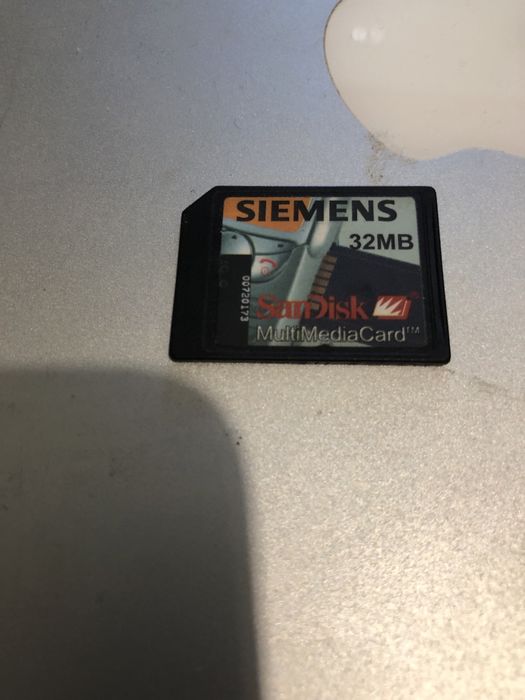 SIEMENS
32MB
00720173
SanDisk
MultiMediaCard™